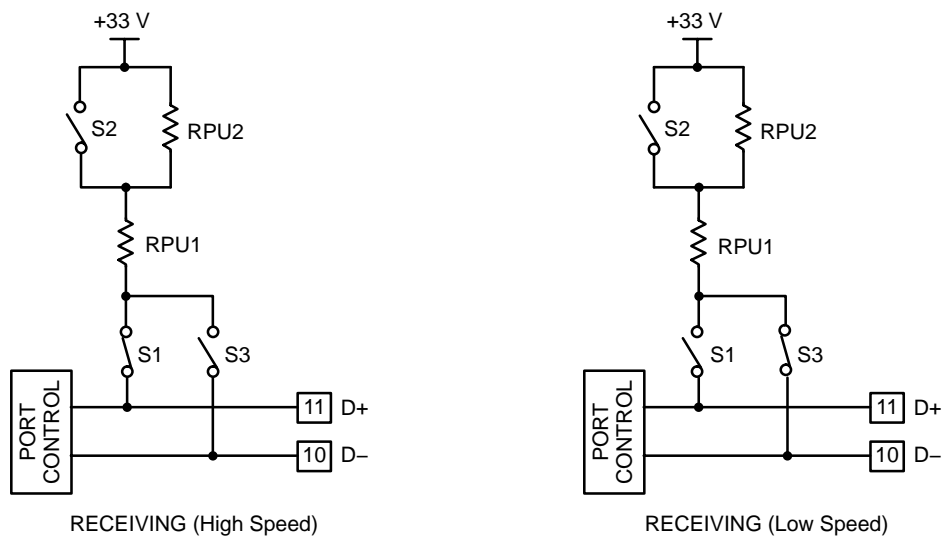 +33 V
S2
RPU2
RPU1
S1
S3
PORT
CONTROL
11
D+
10
D–
RECEIVING (High Speed)
+33 V
S2
RPU2
RPU1
S1
S3
PORT
CONTROL
11
D+
10
D–
RECEIVING (Low Speed)